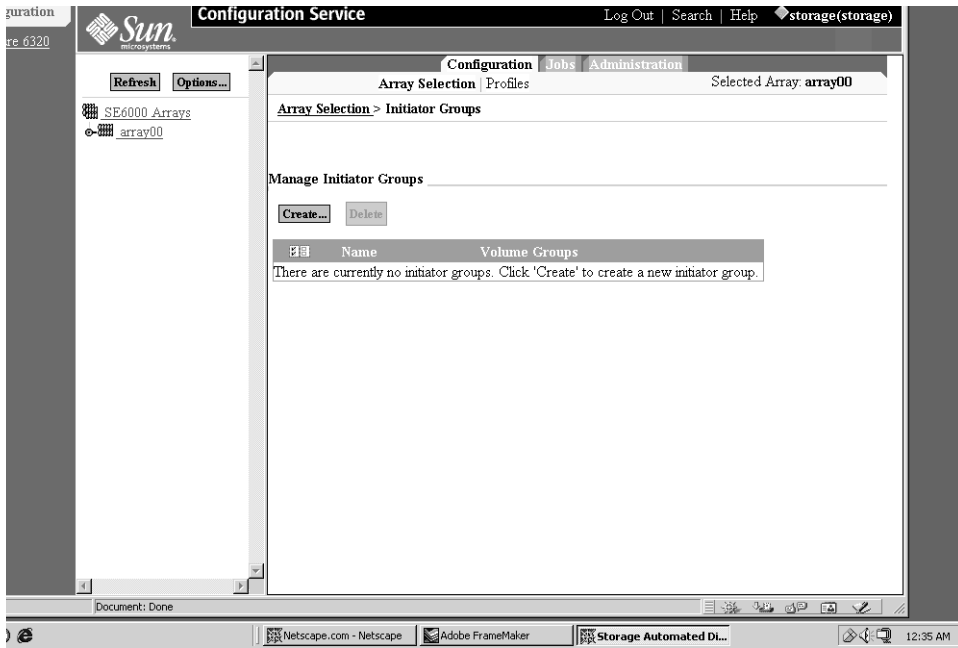 guration
re 6320
Sun
microsystems
Configuration Service
Log Out | Search | Help storage(storage)
Refresh Options...
SE6000 Arrays
array00
Configuration Jobs Administration
Array Selection | Profiles
Selected Array: array00
Array Selection > Initiator Groups
Manage Initiator Groups
Create... Delete
Name Volume Groups
There are currently no initiator groups. Click 'Create' to create a new initiator group.
Document: Done
Netscape.com - Netscape
Adobe FrameMaker
Storage Automated Di...
12:35 AM